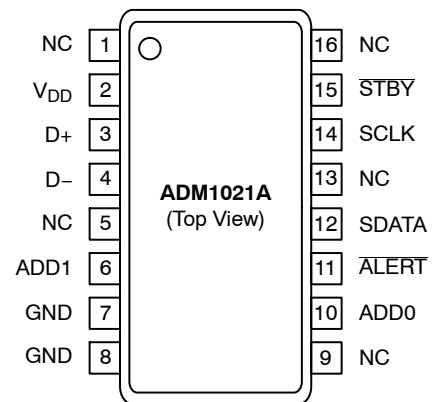 NC 1 16 NC
VDD 2 15 STBY
D+ 3 14 SCLK
D− 4 13 NC
ADM1021A
(Top View)
NC 5 12 SDATA
ADD1 6 11 ALERT
GND 7 10 ADD0
GND 8 9 NC